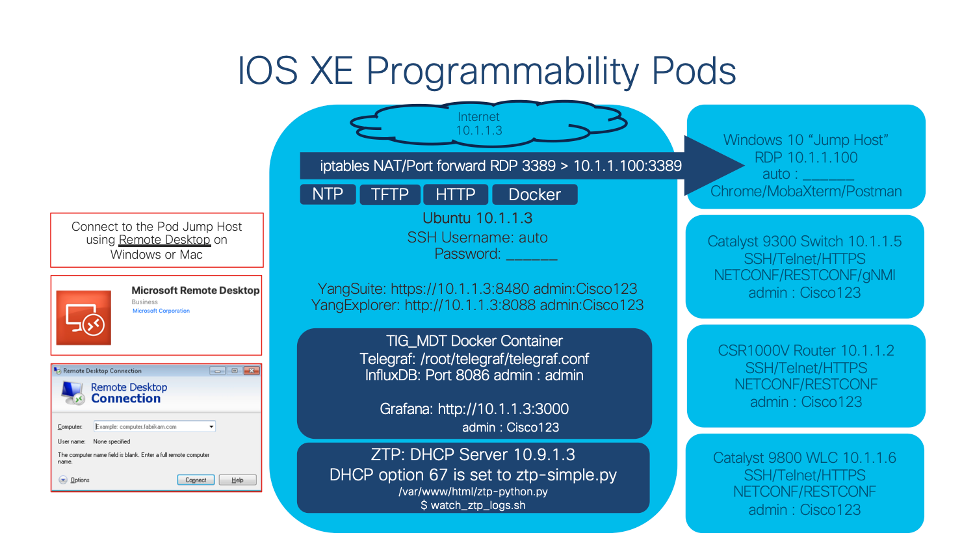 IOS XE Programmability Pods
Internet
10.1.1.3
iptables NAT/Port forward RDP 3389 > 10.1.1.100:3389
NTP
TFTP
HTTP
Docker
Ubuntu 10.1.1.3
SSH Username: auto
Password: ______
YangSuite: https://10.1.1.3:8480 admin:Cisco123
YangExplorer: http://10.1.1.3:8088 admin:Cisco123
TIG_MDT Docker Container
Telegraf: /root/telegraf/telegraf.conf
InfluxDB: Port 8086 admin : admin
Grafana: http://10.1.1.3:3000
admin : Cisco123
ZTP: DHCP Server 10.9.1.3
DHCP option 67 is set to ztp-simple.py
/var/www/html/ztp-python.py
$ watch_ztp_logs.sh
Connect to the Pod Jump Host
using Remote Desktop on
Windows or Mac
Microsoft Remote Desktop
Business
Microsoft Corporation
Remote Desktop Connection
Remote Desktop
Connection
Computer:
Example: computer.fabrikam.com
User name: None specified
The computer name field is blank. Enter a full remote computer
name.
Options
Connect
Help
Windows 10 “Jump Host”
RDP 10.1.1.100
auto : ______
Chrome/MobaXterm/Postman
Catalyst 9300 Switch 10.1.1.5
SSH/Telnet/HTTPS
NETCONF/RESTCONF/gNMI
admin : Cisco123
CSR1000V Router 10.1.1.2
SSH/Telnet/HTTPS
NETCONF/RESTCONF
admin : Cisco123
Catalyst 9800 WLC 10.1.1.6
SSH/Telnet/HTTPS
NETCONF/RESTCONF
admin : Cisco123